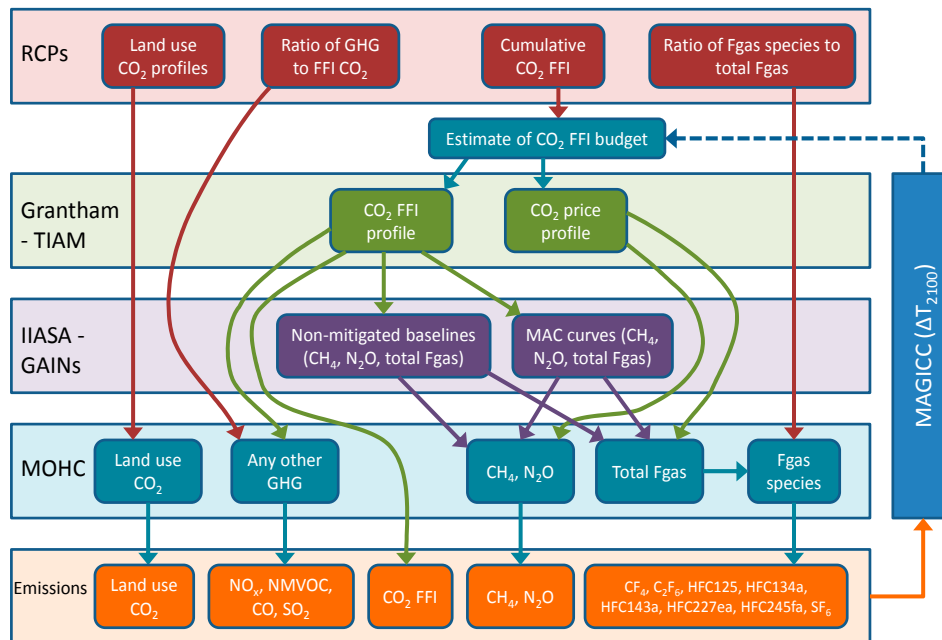 RCPs
Land use
CO₂ profiles
Ratio of GHG
to FFI CO₂
Cumulative
CO₂ FFI
Ratio of Fgas species to
total Fgas
Estimate of CO₂ FFI budget
Grantham
- TIAM
CO₂ FFI
profile
CO₂ price
profile
IIASA -
GAINs
Non-mitigated baselines
(CH₄, N₂O, total Fgas)
MAC curves (CH₄,
N₂O, total Fgas)
MAGICC (ΔT₂₁₀₀)
MOHC
Land use
CO₂
Any other
GHG
CH₄, N₂O
Total Fgas
Fgas
species
Emissions
Land use
CO₂
NOₓ, NMVOC,
CO, SO₂
CO₂ FFI
CH₄, N₂O
CF₄, C₂F₆, HFC125, HFC134a,
HFC143a, HFC227ea, HFC245fa, SF₆